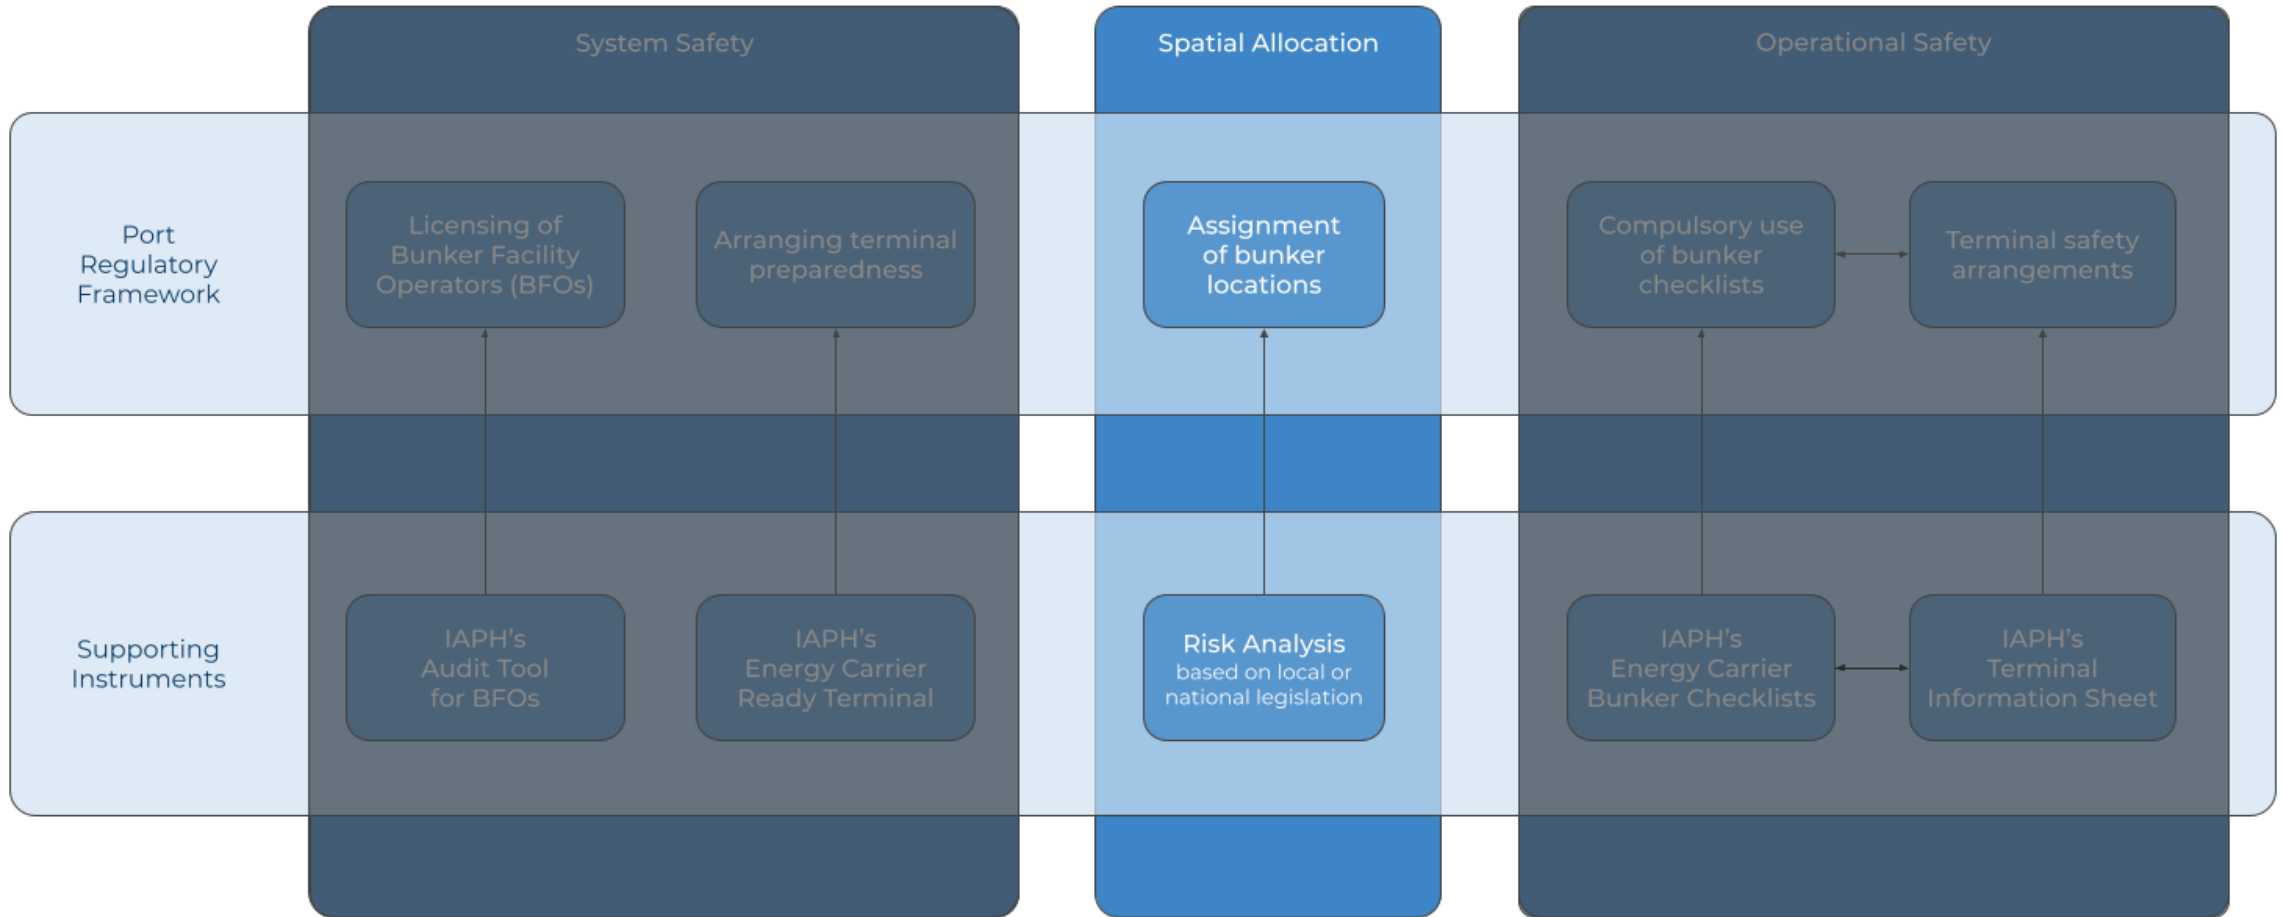 System Safety
Spatial Allocation
Operational Safety
Port
Regulatory
Framework
Licensing of
Bunker Facility
Operators (BFOs)
Arranging terminal
preparedness
Assignment
of bunker
locations
Compulsory use
of bunker
checklists
Terminal safety
arrangements
Supporting
Instruments
IAPH’s
Audit Tool
for BFOs
IAPH’s
Energy Carrier
Ready Terminal
Risk Analysis
based on local or
national legislation
IAPH’s
Energy Carrier
Bunker Checklists
IAPH’s
Terminal
Information Sheet